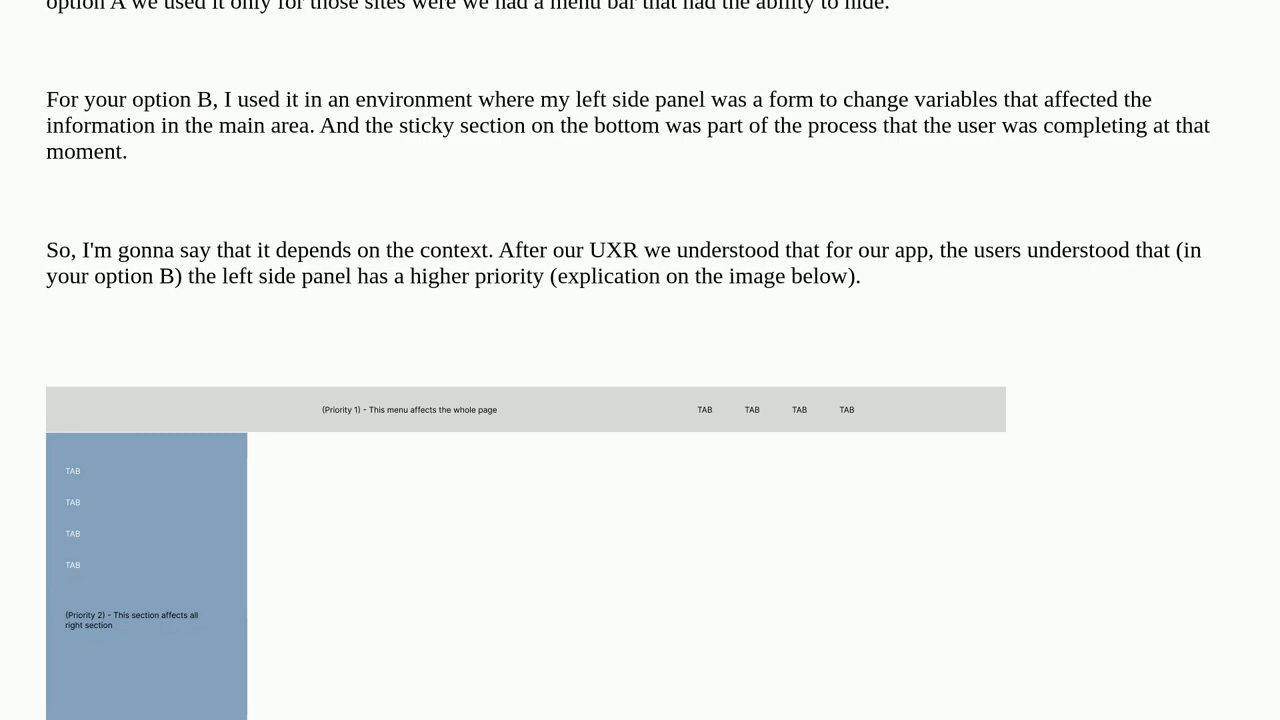 option A we used it only for those sites were we had a menu bar that had the ability to hide.
For your option B, I used it in an environment where my left side panel was a form to change variables that affected the
information in the main area. And the sticky section on the bottom was part of the process that the user was completing at that
moment.
So, I'm gonna say that it depends on the context. After our UXR we understood that for our app, the users understood that (in
your option B) the left side panel has a higher priority (explication on the image below).
(Priority 1) - This menu affects the whole page TAB TAB TAB TAB
TAB
TAB
TAB
TAB
(Priority 2) - This section affects all
right section